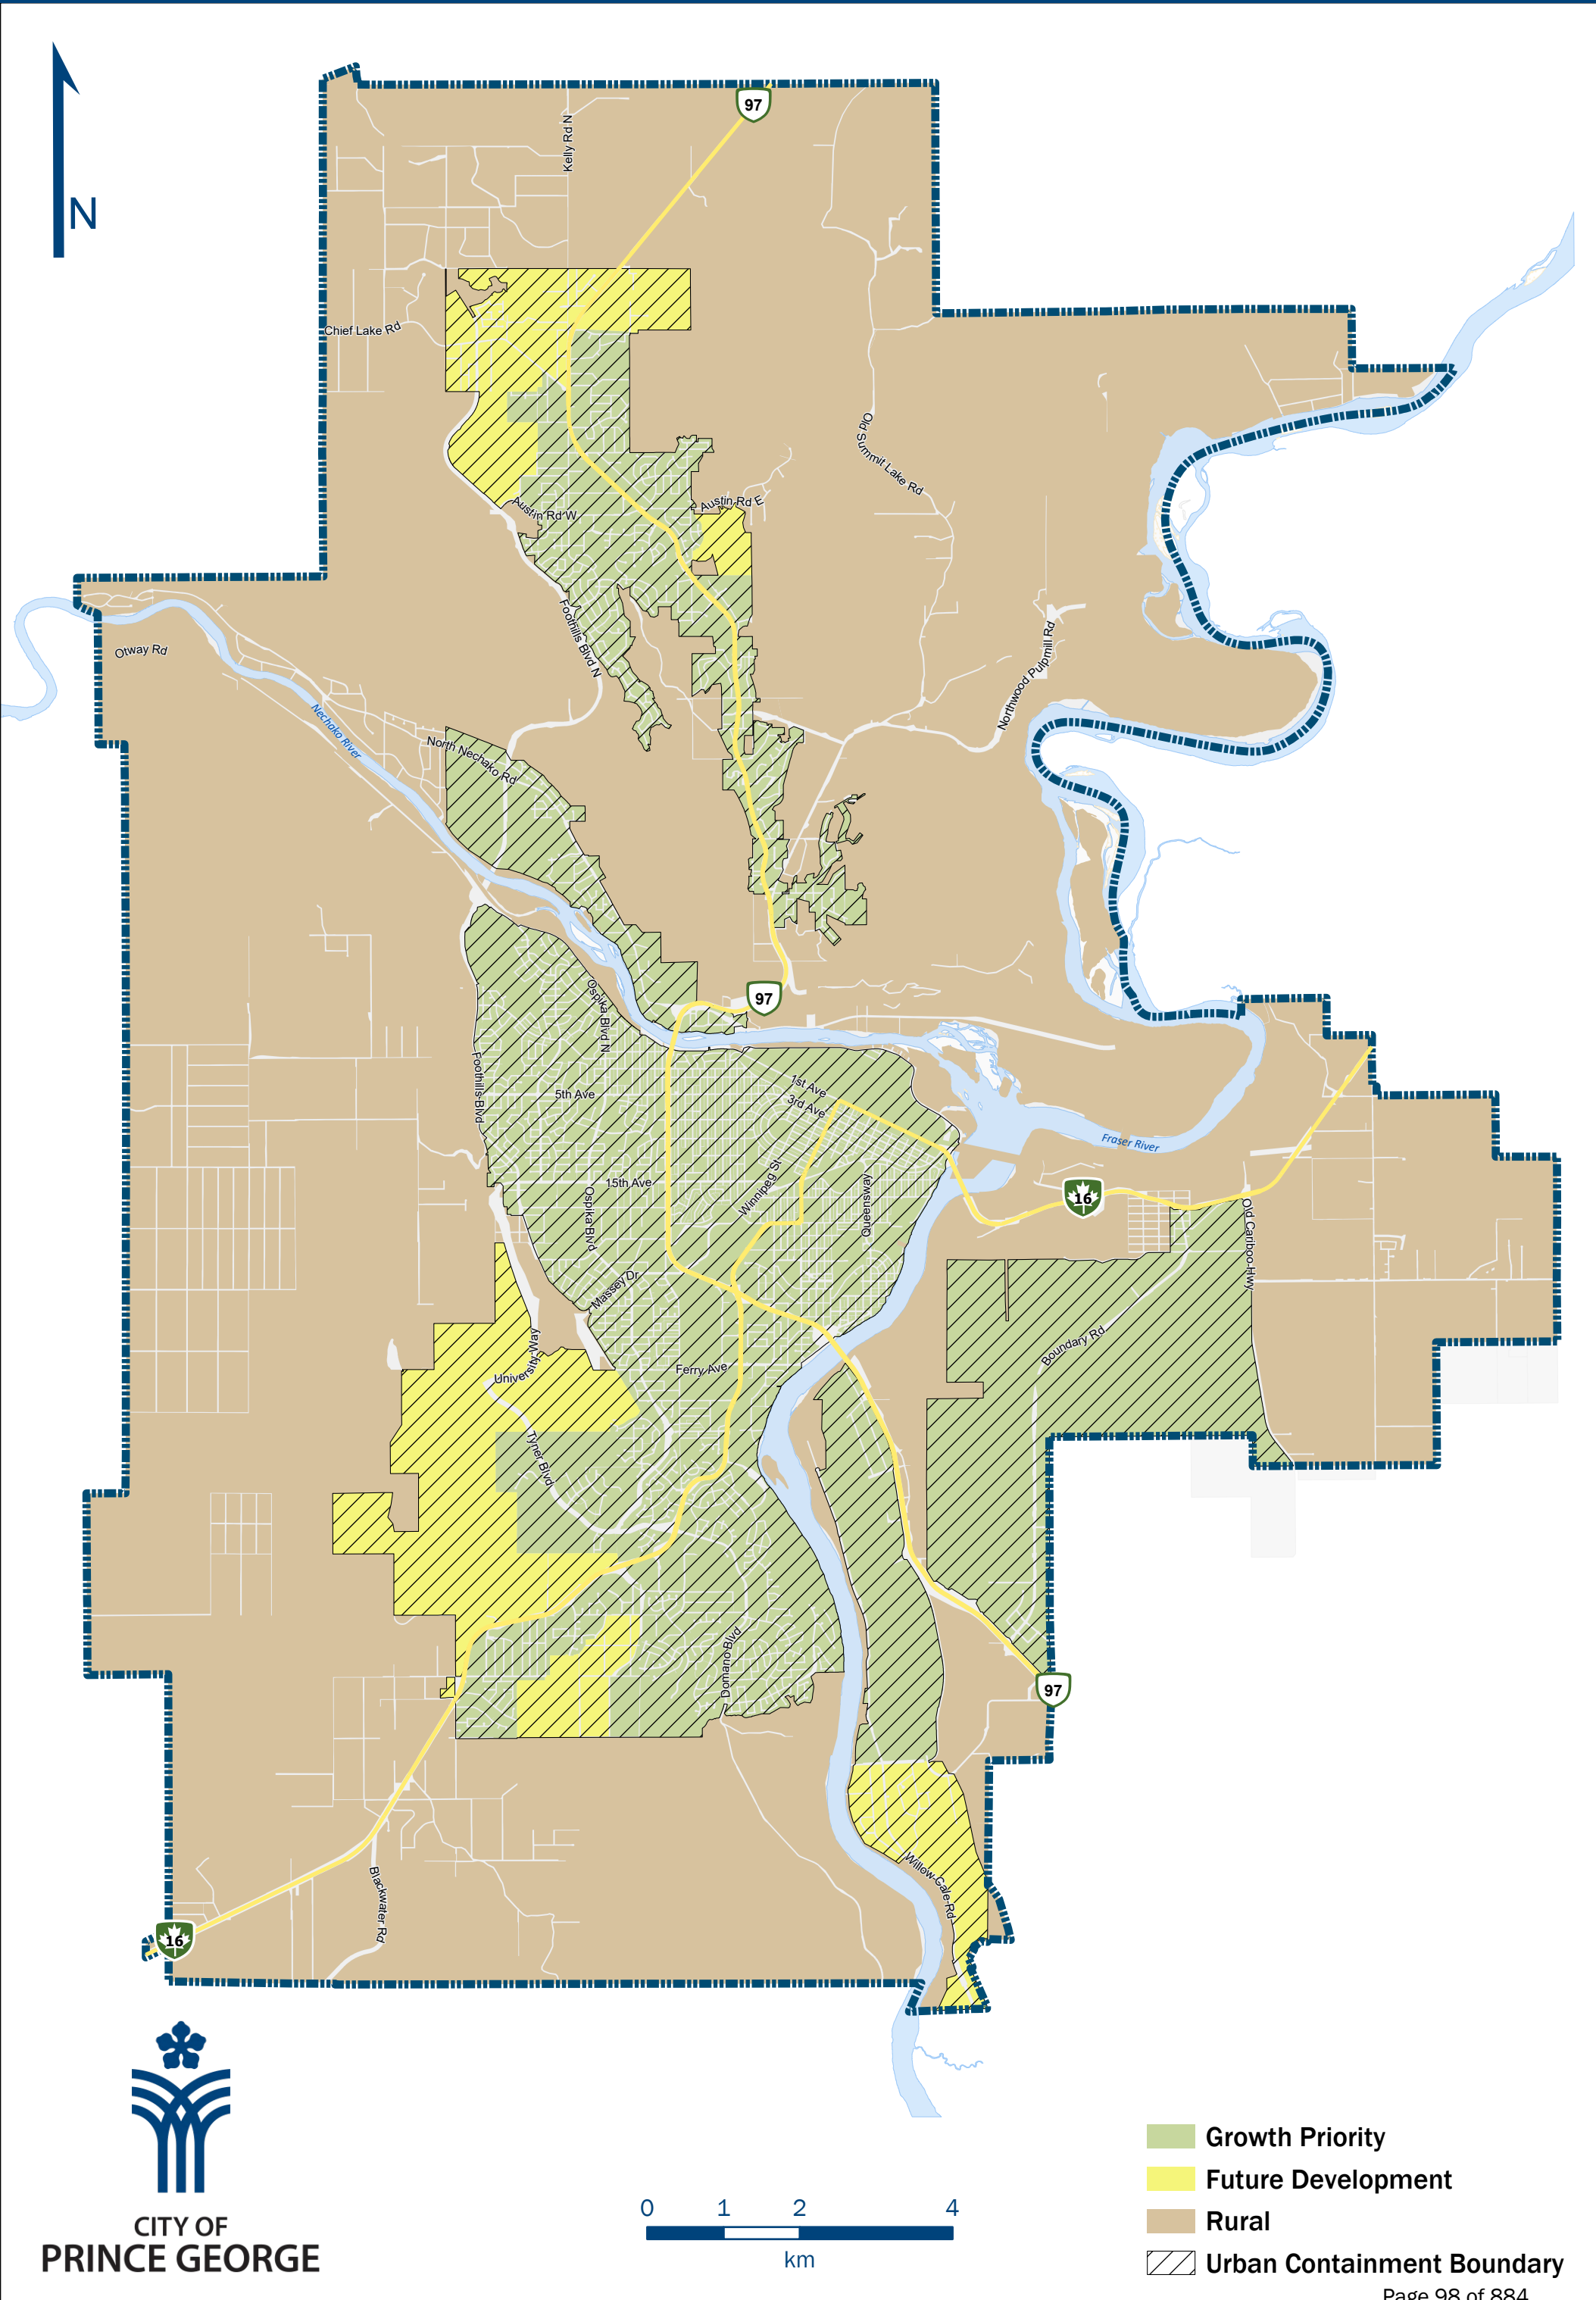 97
Kelly Rd N
N
Chief Lake Rd
Old Summit Lake Rd
Austin Rd E
Austin Rd W
Foothills Blvd N
Northwood Pulpmill Rd
Otway Rd
Nechako River
North Nechako Rd
97
Ospika Blvd N
Foothills Blvd
5th Ave
1st Ave
3rd Ave
Fraser River
15th Ave
Winnipeg St
Queensway
Ospika Blvd
16
Old Cariboo Hwy
Massey Dr
University Way
Ferry Ave
Boundary Rd
Tyner Blvd
Domano Blvd
97
Willow Cale Rd
Blackwater Rd
16
CITY OF
PRINCE GEORGE
0 1 2 4
km
Growth Priority
Future Development
Rural
Urban Containment Boundary
Page 98 of 884